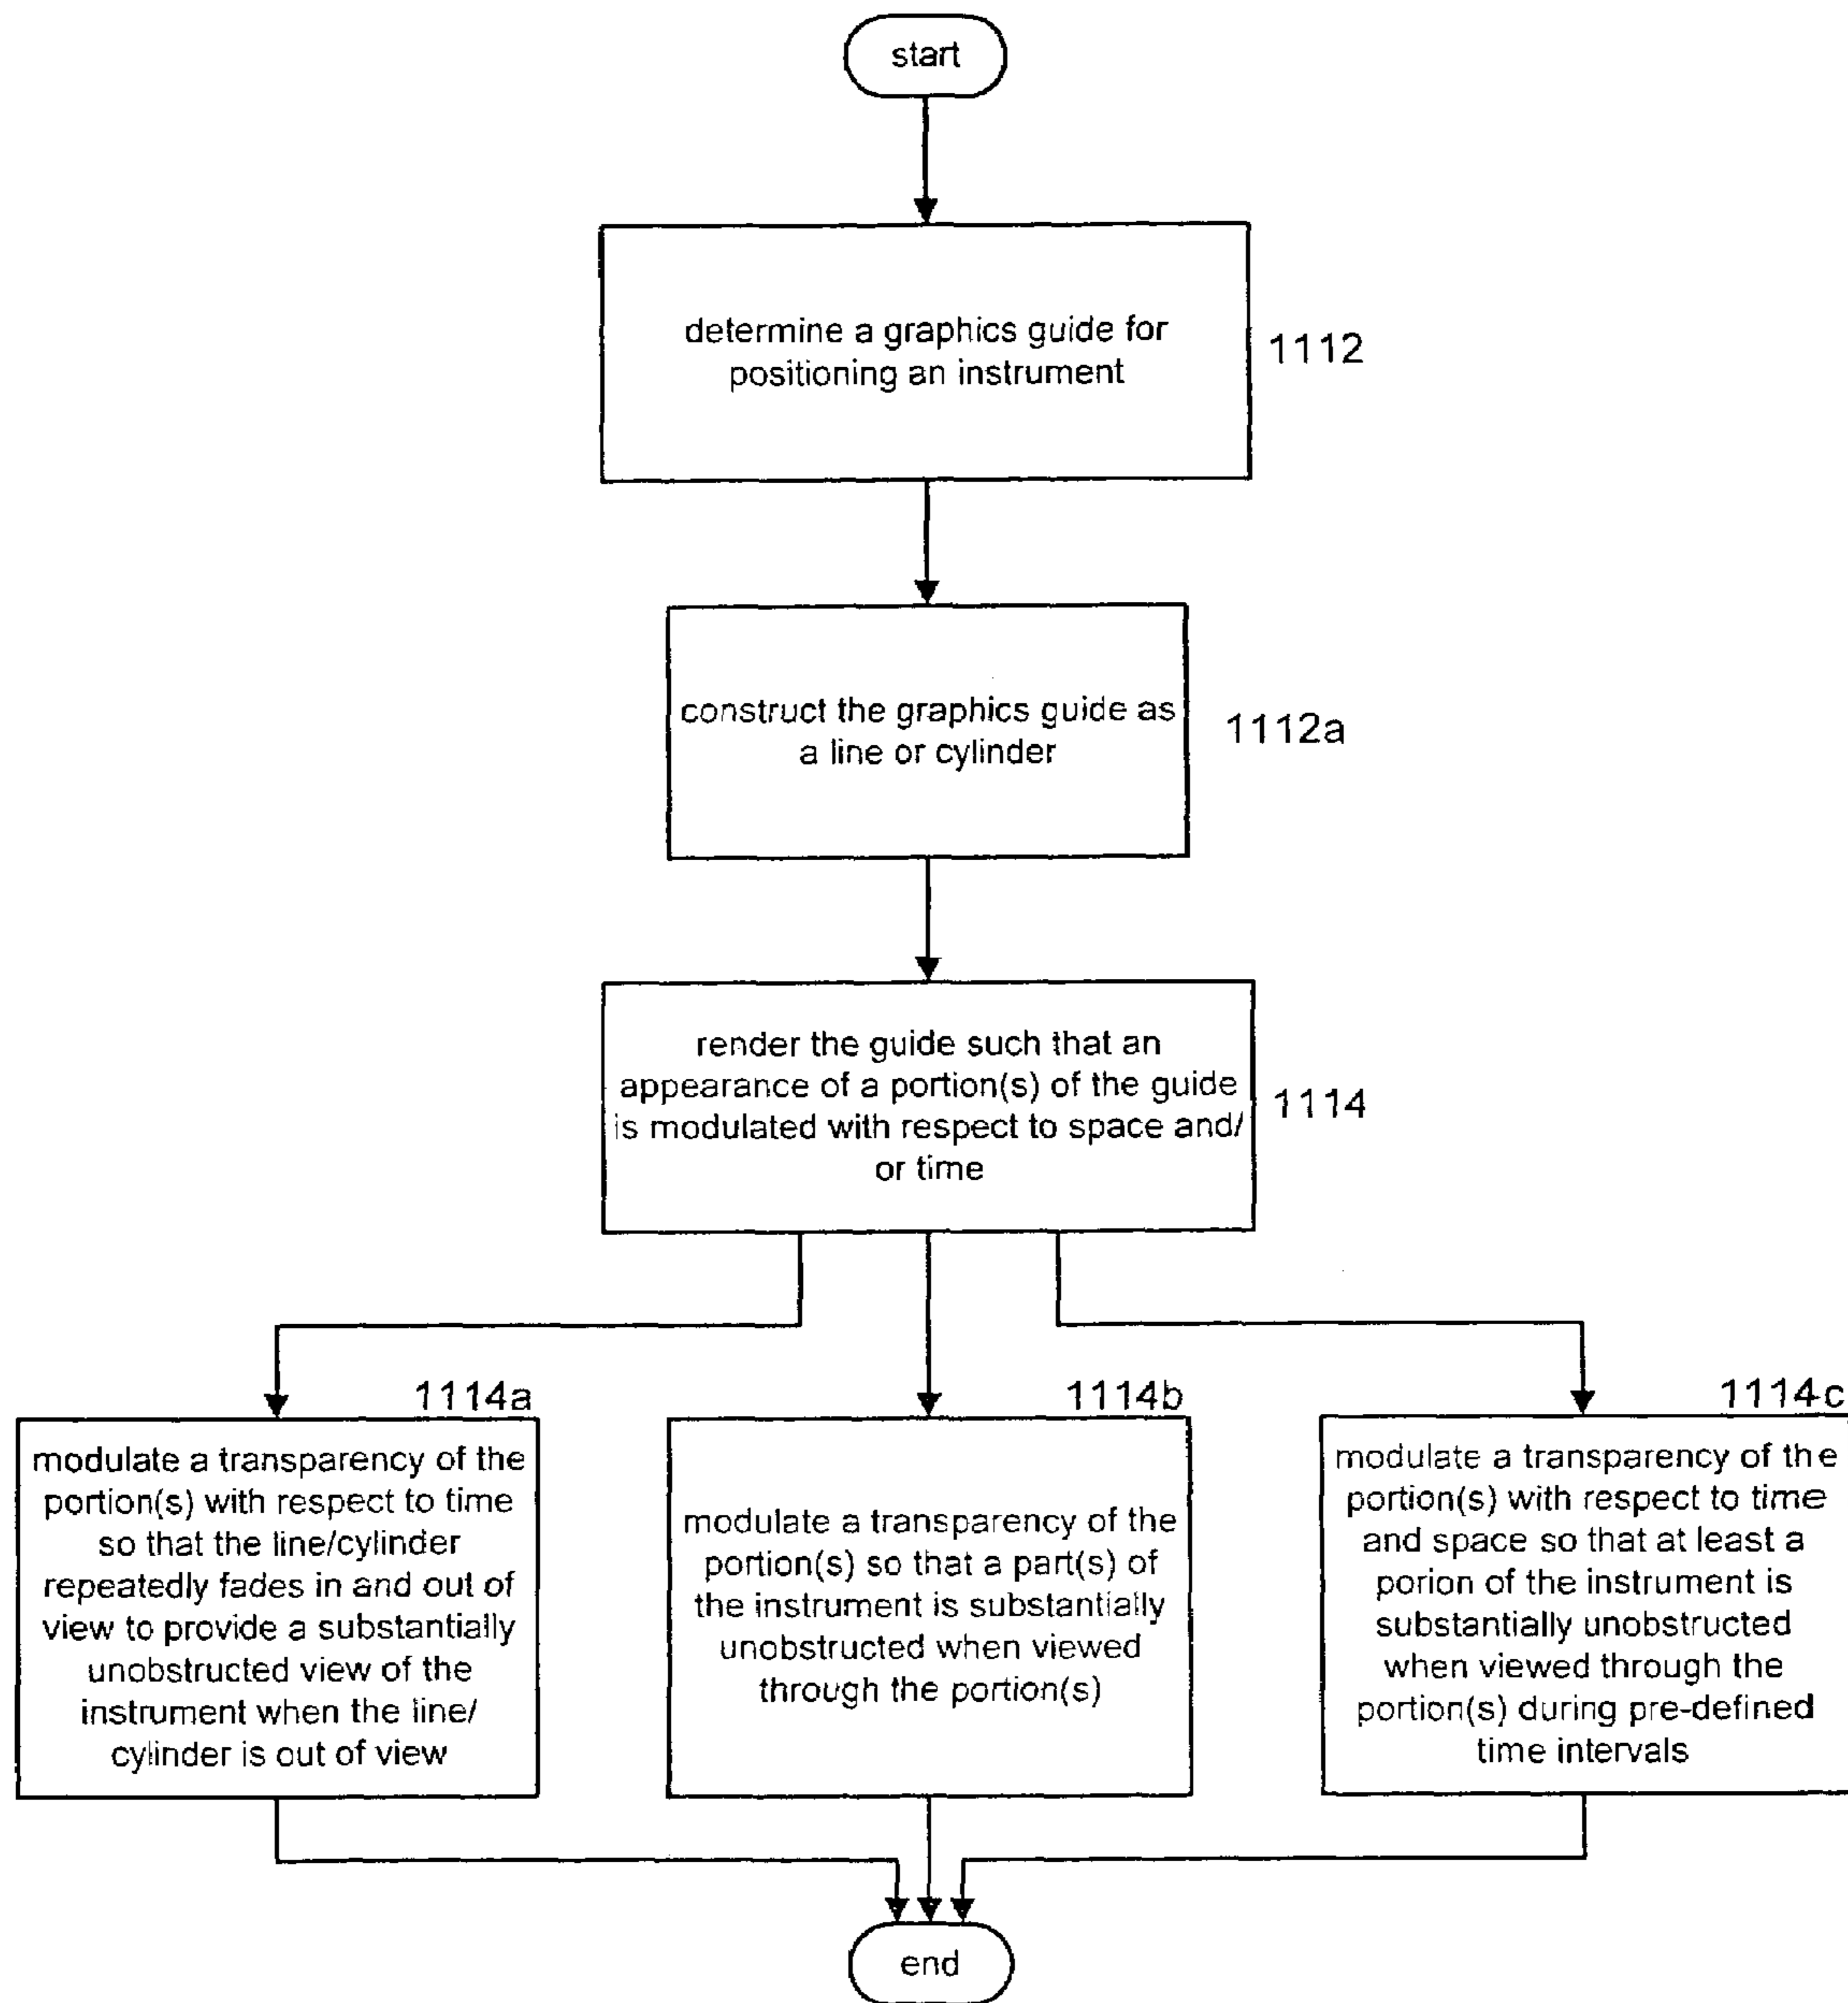 start
determine a graphics guide for
positioning an instrument
1112
construct the graphics guide as
a line or cylinder
1112a
render the guide such that an
appearance of a portion(s) of the guide
is modulated with respect to space and/
or time
1114
1114a
modulate a transparency of the
portion(s) with respect to time
so that the line/cylinder
repeatedly fades in and out of
view to provide a substantially
unobstructed view of the
instrument when the line/
cylinder is out of view
1114b
modulate a transparency of the
portion(s) so that a part(s) of
the instrument is substantially
unobstructed when viewed
through the portion(s)
1114c
modulate a transparency of the
portion(s) with respect to time
and space so that at least a
porion of the instrument is
substantially unobstructed
when viewed through the
portion(s) during pre-defined
time intervals
end